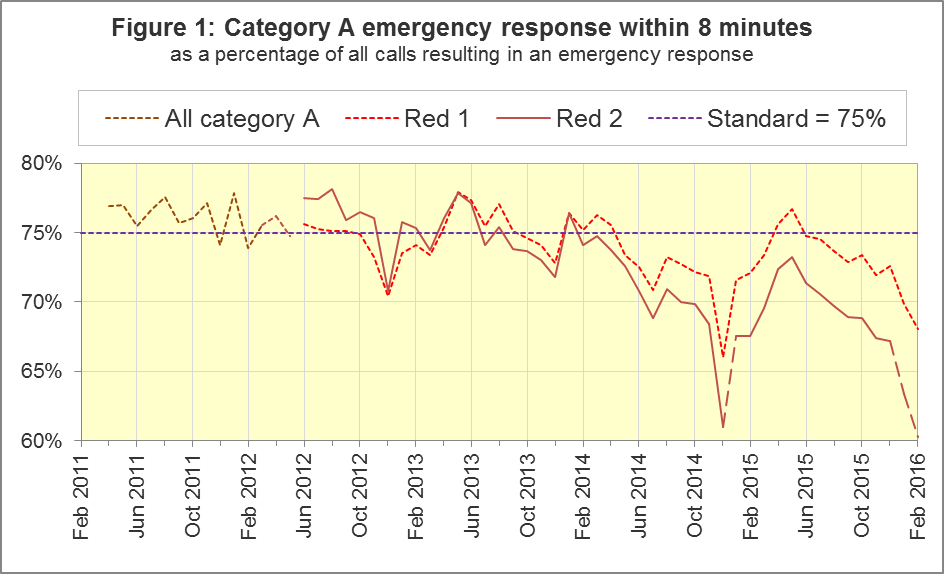 Figure 1: Category A emergency response within 8 minutes
as a percentage of all calls resulting in an emergency response
All category A Red 1 Red 2 Standard = 75%
80%
75%
70%
65%
60%
Feb 2011
Jun 2011
Oct 2011
Feb 2012
Jun 2012
Oct 2012
Feb 2013
Jun 2013
Oct 2013
Feb 2014
Jun 2014
Oct 2014
Feb 2015
Jun 2015
Oct 2015
Feb 2016